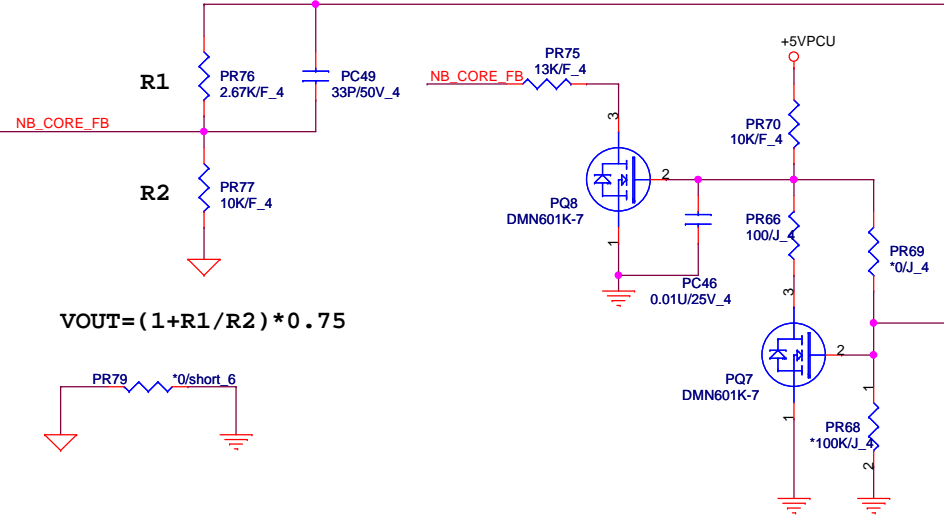 +5VPCU
R1
PR76
2.67K/F_4
PC49
33P/50V_4
NB_CORE_FB
PR75
13K/F_4
NB_CORE_FB
3
PR70
10K/F_4
R2
PR77
10K/F_4
2
PQ8
DMN601K-7
1
PR66
100/J_4
PR69
*0/J_4
PC46
0.01U/25V_4
3
VOUT=(1+R1/R2)*0.75
2
PR79
*0/short_6
PQ7
DMN601K-7
1
1
PR68
*100K/J_4
2